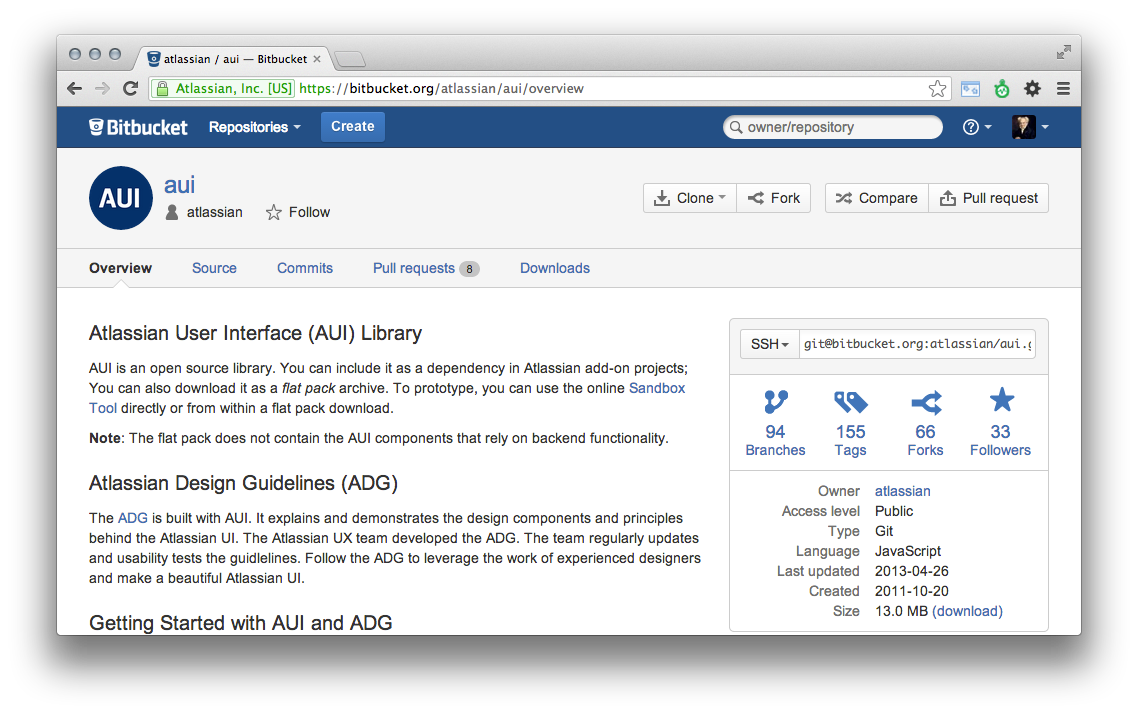 atlassian / aui — Bitbucket
Atlassian, Inc. [US] https://bitbucket.org/atlassian/aui/overview
Bitbucket Repositories Create owner/repository
AUI
aui
atlassian Follow
Clone Fork Compare Pull request
Overview Source Commits Pull requests 8 Downloads
Atlassian User Interface (AUI) Library
AUI is an open source library. You can include it as a dependency in Atlassian add-on projects;
You can also download it as a flat pack archive. To prototype, you can use the online Sandbox
Tool directly or from within a flat pack download.
Note: The flat pack does not contain the AUI components that rely on backend functionality.
Atlassian Design Guidelines (ADG)
The ADG is built with AUI. It explains and demonstrates the design components and principles
behind the Atlassian UI. The Atlassian UX team developed the ADG. The team regularly updates
and usability tests the guidlelines. Follow the ADG to leverage the work of experienced designers
and make a beautiful Atlassian UI.
Getting Started with AUI and ADG
SSH git@bitbucket.org:atlassian/aui.g
94 155 66 33
Branches Tags Forks Followers
Owner atlassian
Access level Public
Type Git
Language JavaScript
Last updated 2013-04-26
Created 2011-10-20
Size 13.0 MB (download)